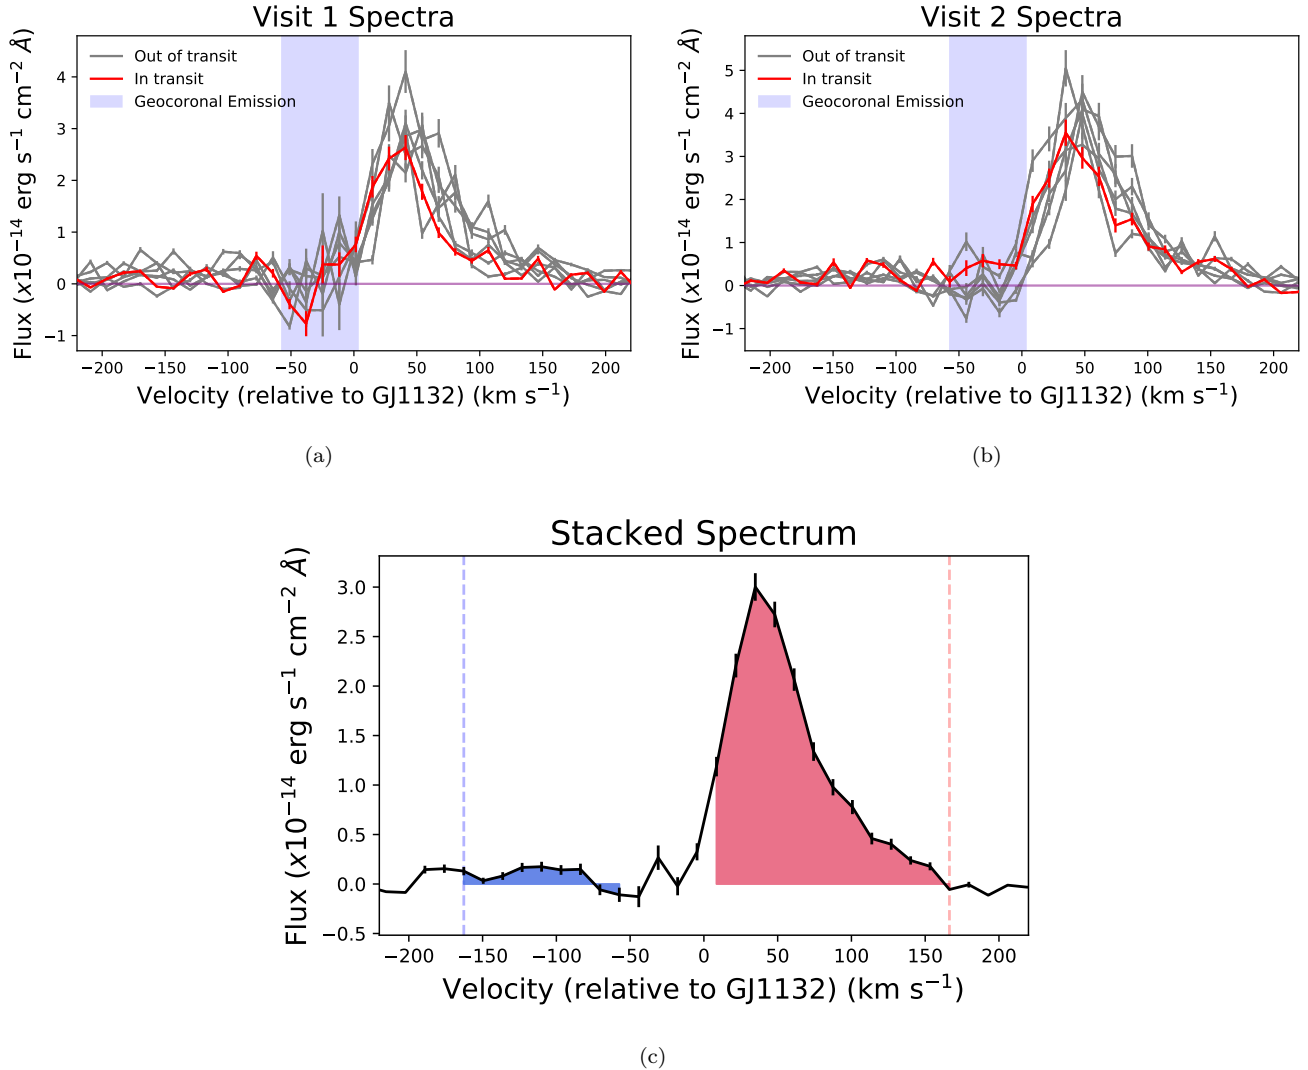 Visit 1 Spectra
Out of transit
In transit
Geocoronal Emission
4
3
2
1
0
−1
−200 −150 −100 −50 0 50 100 150 200
Flux (x10⁻¹⁴ erg s⁻¹ cm⁻² Å)
Velocity (relative to GJ1132) (km s⁻¹)
(a)
Visit 2 Spectra
Out of transit
In transit
Geocoronal Emission
5
4
3
2
1
0
−1
−200 −150 −100 −50 0 50 100 150 200
Flux (x10⁻¹⁴ erg s⁻¹ cm⁻² Å)
Velocity (relative to GJ1132) (km s⁻¹)
(b)
Stacked Spectrum
3.0
2.5
2.0
1.5
1.0
0.5
0.0
−0.5
−200 −150 −100 −50 0 50 100 150 200
Flux (x10⁻¹⁴ erg s⁻¹ cm⁻² Å)
Velocity (relative to GJ1132) (km s⁻¹)
(c)